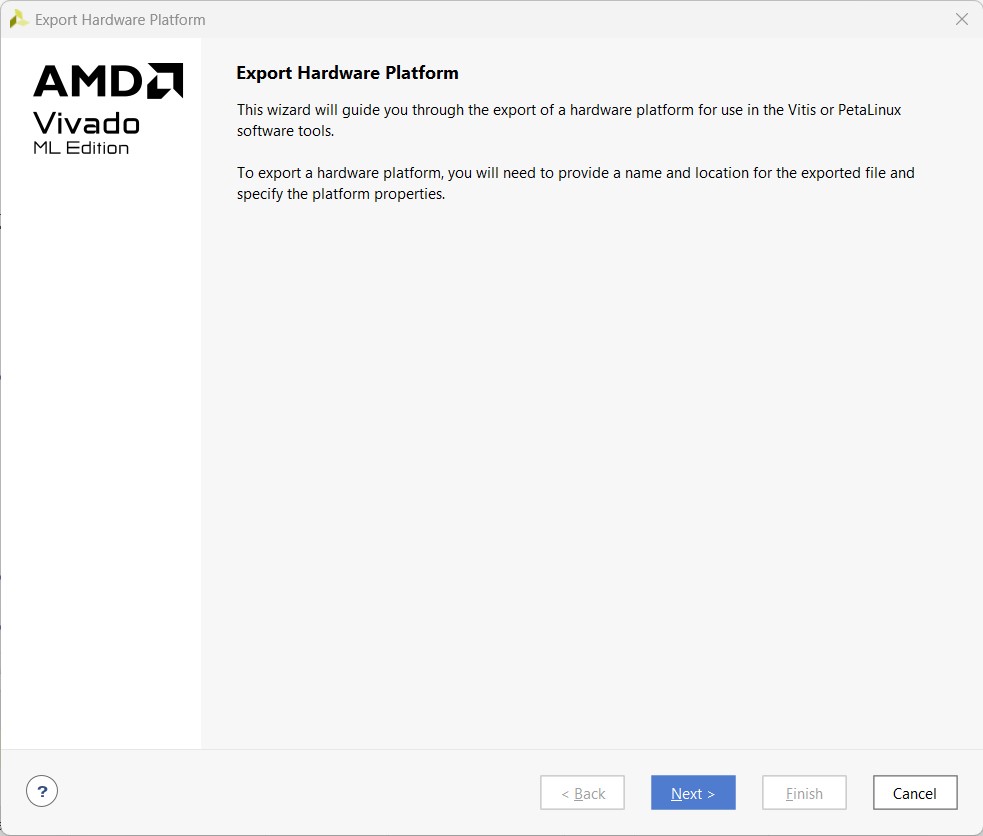 Export Hardware Platform
AMD
Vivado
ML Edition
Export Hardware Platform
This wizard will guide you through the export of a hardware platform for use in the Vitis or PetaLinux
software tools.
To export a hardware platform, you will need to provide a name and location for the exported file and
specify the platform properties.
?
< Back
Next >
Finish
Cancel